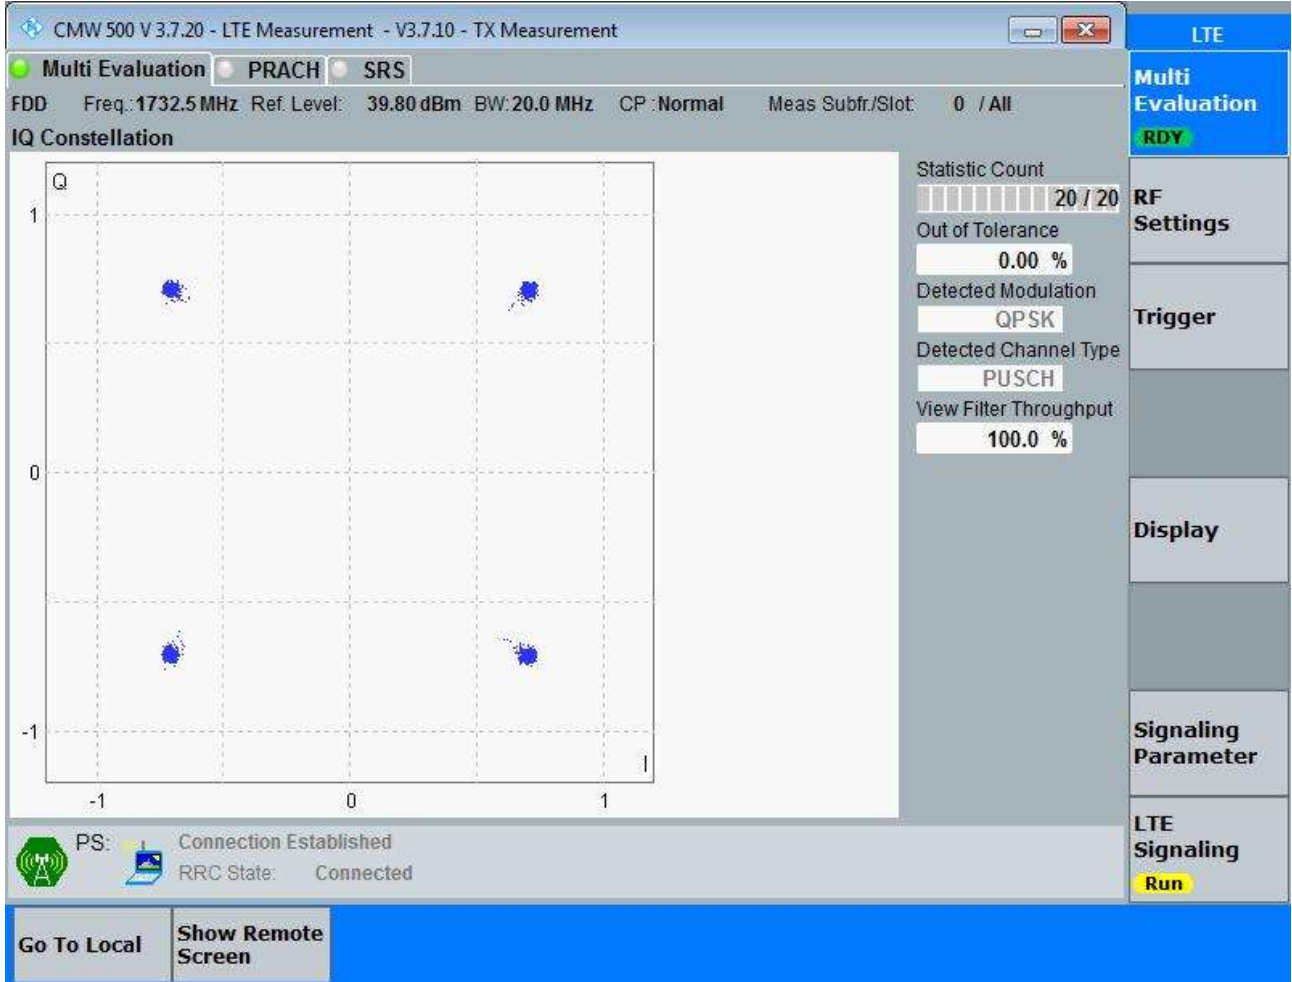 CMW 500 V 3.7.20 - LTE Measurement - V3.7.10 - TX Measurement
LTE
Multi Evaluation PRACH SRS
FDD Freq.:1732.5 MHz Ref. Level: 39.80 dBm BW:20.0 MHz CP :Normal Meas Subfr./Slot: 0 / All
IQ Constellation
Q
1
0
-1
I
-1 0 1
Statistic Count
20 / 20
Out of Tolerance
0.00 %
Detected Modulation
QPSK
Detected Channel Type
PUSCH
View Filter Throughput
100.0 %
Multi
Evaluation
RDY
RF
Settings
Trigger
Display
Signaling
Parameter
LTE
Signaling
Run
PS: Connection Established
RRC State: Connected
Go To Local
Show Remote
Screen